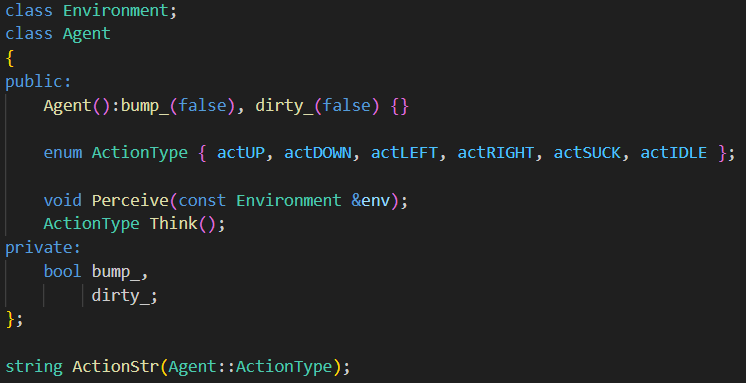 class Environment;
class Agent
{
public:
    Agent():bump_(false), dirty_(false) {}
    enum ActionType { actUP, actDOWN, actLEFT, actRIGHT, actSUCK, actIDLE };
    void Perceive(const Environment &env);
    ActionType Think();
private:
    bool bump_,
         dirty_;
};
string ActionStr(Agent::ActionType);